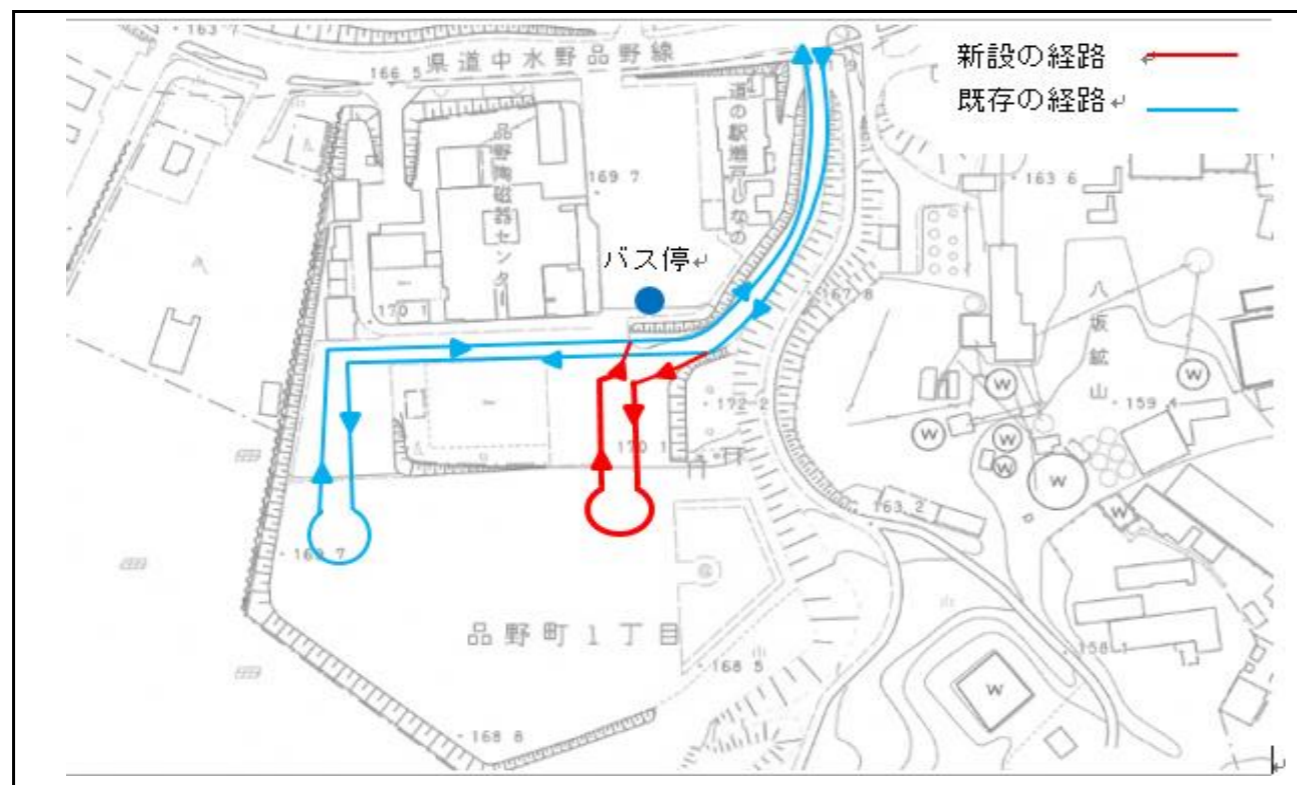 新設の経路
既存の経路
県道中水野品野線
166 5
道の駅瀬戸しなの
品野陶磁器センター
169 7
163 6
バス停
167 8
170 1
八坂鉱山
159 4
172 2
170 1
W
W
W
W
W
W
W
W
163 2
169 7
品野町1丁目
168 5
158 1
168 8